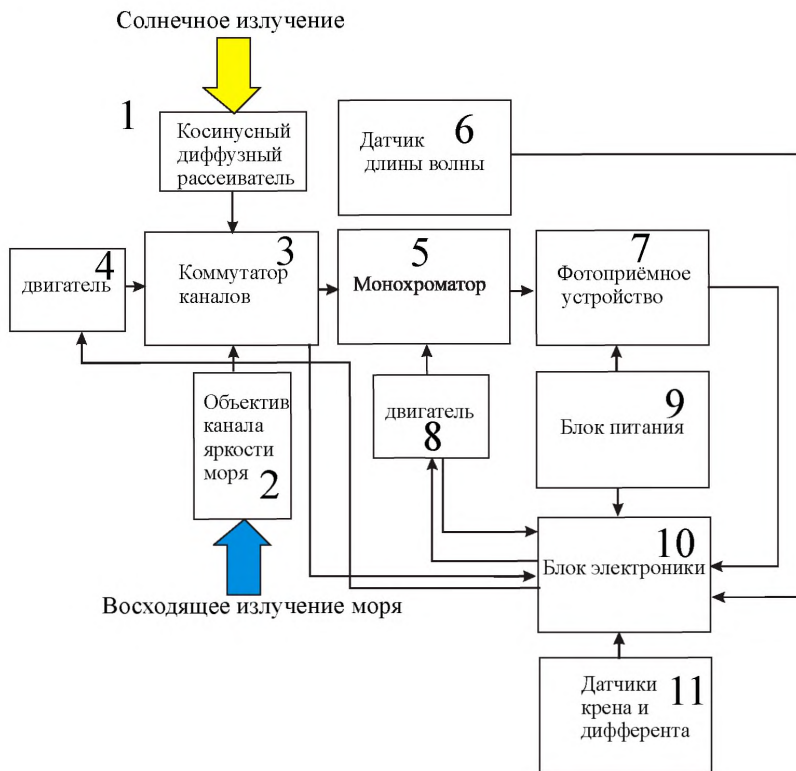 Солнечное излучение
1
Косинусный
диффузный
рассеиватель
6
Датчик
длины волны
4
двигатель
3
Коммутатор
каналов
5
Монохроматор
7
Фотоприёмное
устройство
Объектив
канала
яркости
моря
2
двигатель
8
9
Блок питания
10
Блок электроники
Восходящее излучение моря
11
Датчики
крена и
дифферента